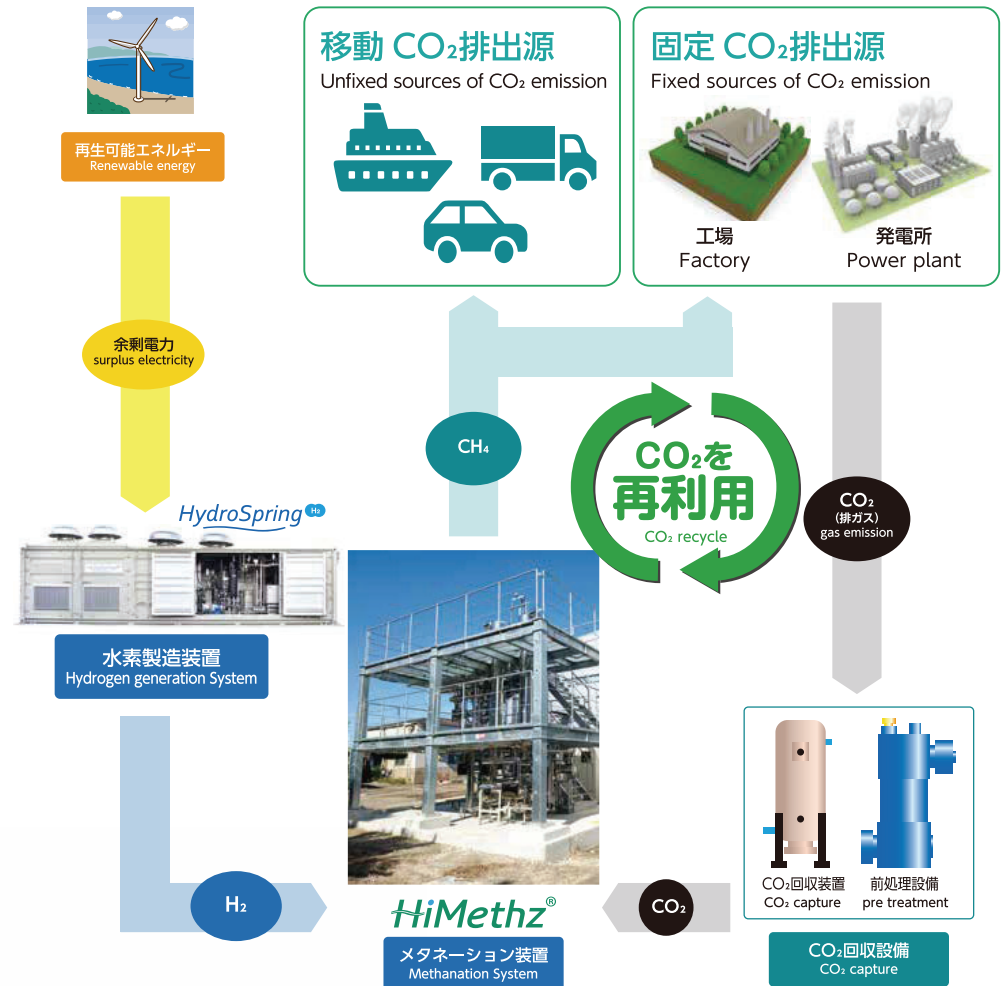 再生可能エネルギー
Renewable energy
余剰電力
surplus electricity
HydroSpring H₂
水素製造装置
Hydrogen generation System
H₂
移動 CO₂排出源
Unfixed sources of CO₂ emission
固定 CO₂排出源
Fixed sources of CO₂ emission
工場
Factory
発電所
Power plant
CH₄
CO₂を
再利用
CO₂ recycle
CO₂
(排ガス)
gas emission
CO₂回収装置
CO₂ capture
前処理設備
pre treatment
CO₂回収設備
CO₂ capture
CO₂
HiMethz®
メタネーション装置
Methanation System